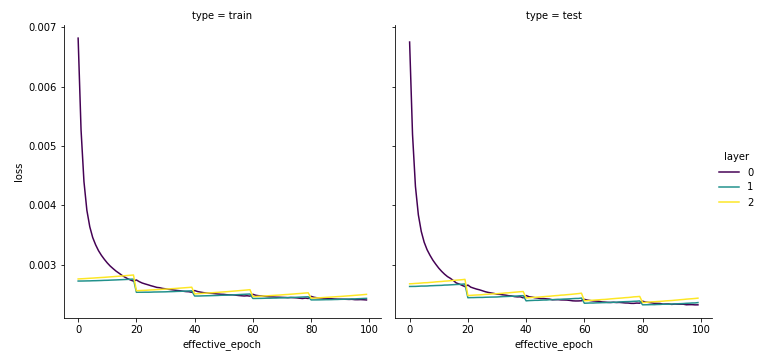 type = train
type = test
0.007
0.006
0.005
0.004
0.003
loss
0 20 40 60 80 100
0 20 40 60 80 100
effective_epoch
effective_epoch
layer
0
1
2